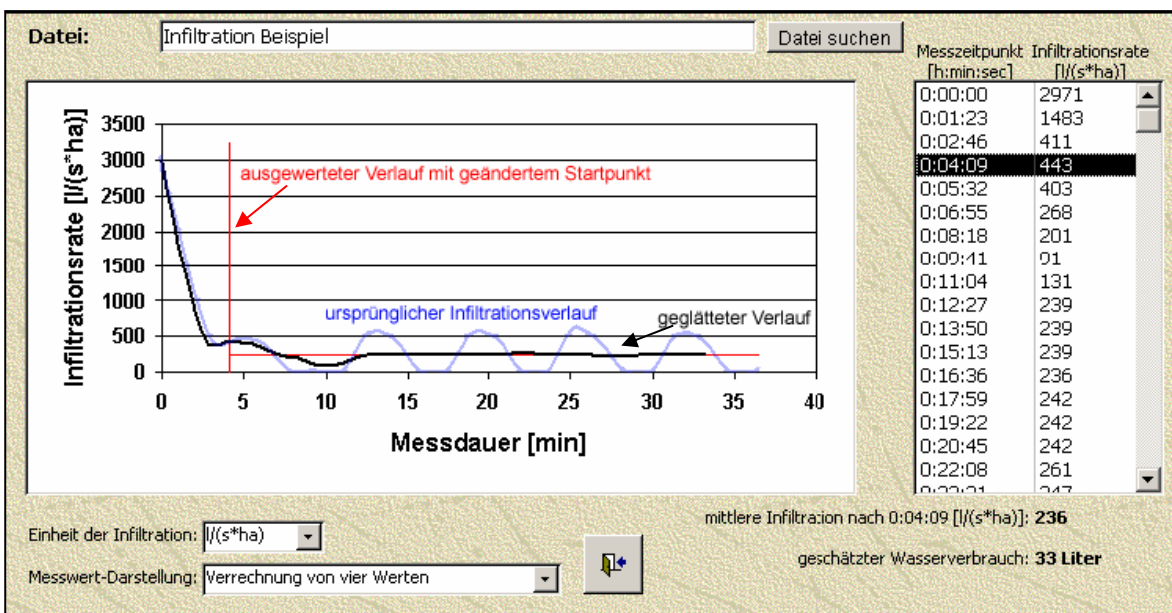 Datei:
Infiltration Beispiel
Datei suchen
Messzeitpunkt Infiltrationsrate
[h:min:sec] [l/(s*ha)]
0:00:00 2971
0:01:23 1483
0:02:46 411
0:04:09 443
0:05:32 403
0:06:55 268
0:08:18 201
0:09:41 91
0:11:04 131
0:12:27 239
0:13:50 239
0:15:13 239
0:16:36 236
0:17:59 242
0:19:22 242
0:20:45 242
0:22:08 261
Infiltrationsrate [l/(s*ha)]
3500
3000
2500
2000
1500
1000
500
0
ausgewerteter Verlauf mit geändertem Startpunkt
ursprünglicher Infiltrationsverlauf
geglätteter Verlauf
0 5 10 15 20 25 30 35 40
Messdauer [min]
mittlere Infiltration nach 0:04:09 [l/(s*ha)]: 236
Einheit der Infiltration: l/(s*ha)
geschätzter Wasserverbrauch: 33 Liter
Messwert-Darstellung: Verrechnung von vier Werten